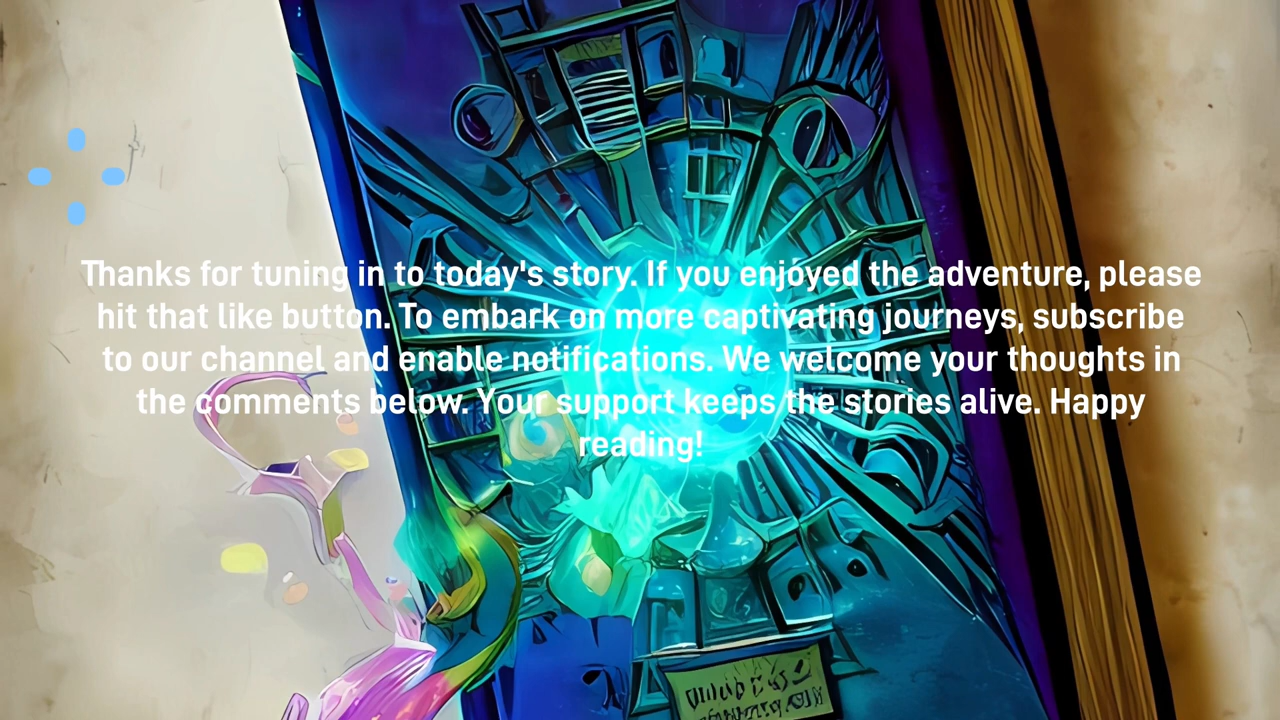 Thanks for tuning in to today's story. If you enjoyed the adventure, please
hit that like button. To embark on more captivating journeys, subscribe
to our channel and enable notifications. We welcome your thoughts in
the comments below. Your support keeps the stories alive. Happy
reading!